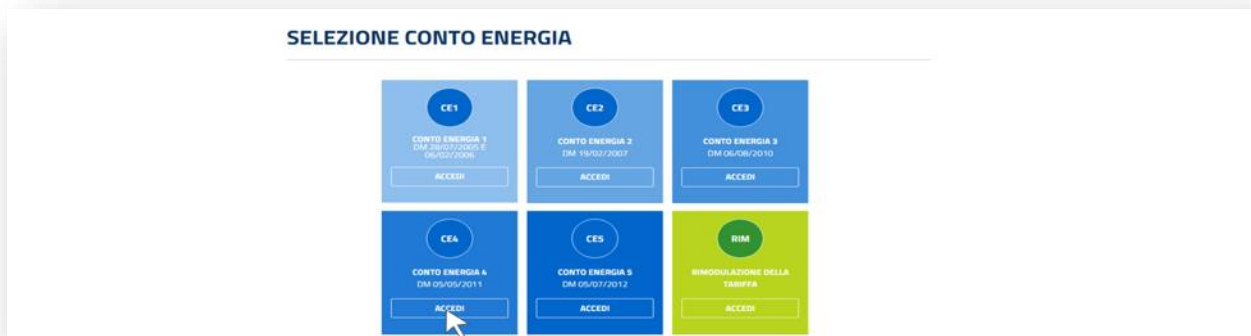 SELEZIONE CONTO ENERGIA
CE1
CONTO ENERGIA 1
DM 28/07/2005 E
06/02/2006
ACCEDI
CE2
CONTO ENERGIA 2
DM 19/02/2007
ACCEDI
CE3
CONTO ENERGIA 3
DM 06/08/2010
ACCEDI
CE4
CONTO ENERGIA 4
DM 05/05/2011
ACCEDI
CE5
CONTO ENERGIA 5
DM 05/07/2012
ACCEDI
RIM
RIMODULAZIONE DELLA
TARIFFA
ACCEDI